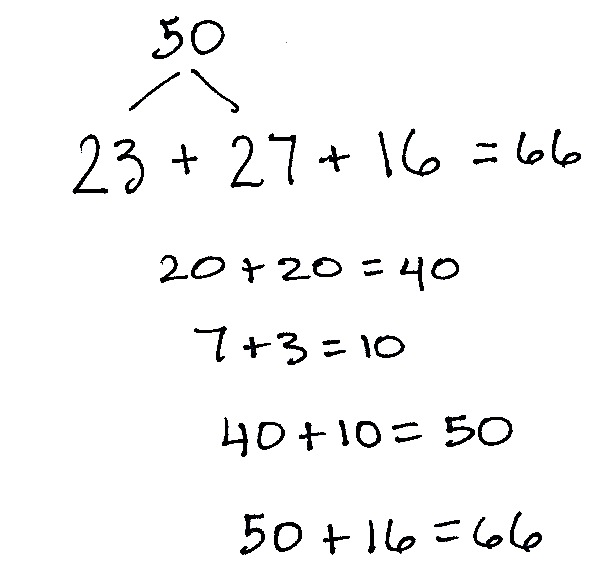 50
23 + 27 + 16 = 66
20 + 20 = 40
7 + 3 = 10
40 + 10 = 50
50 + 16 = 66